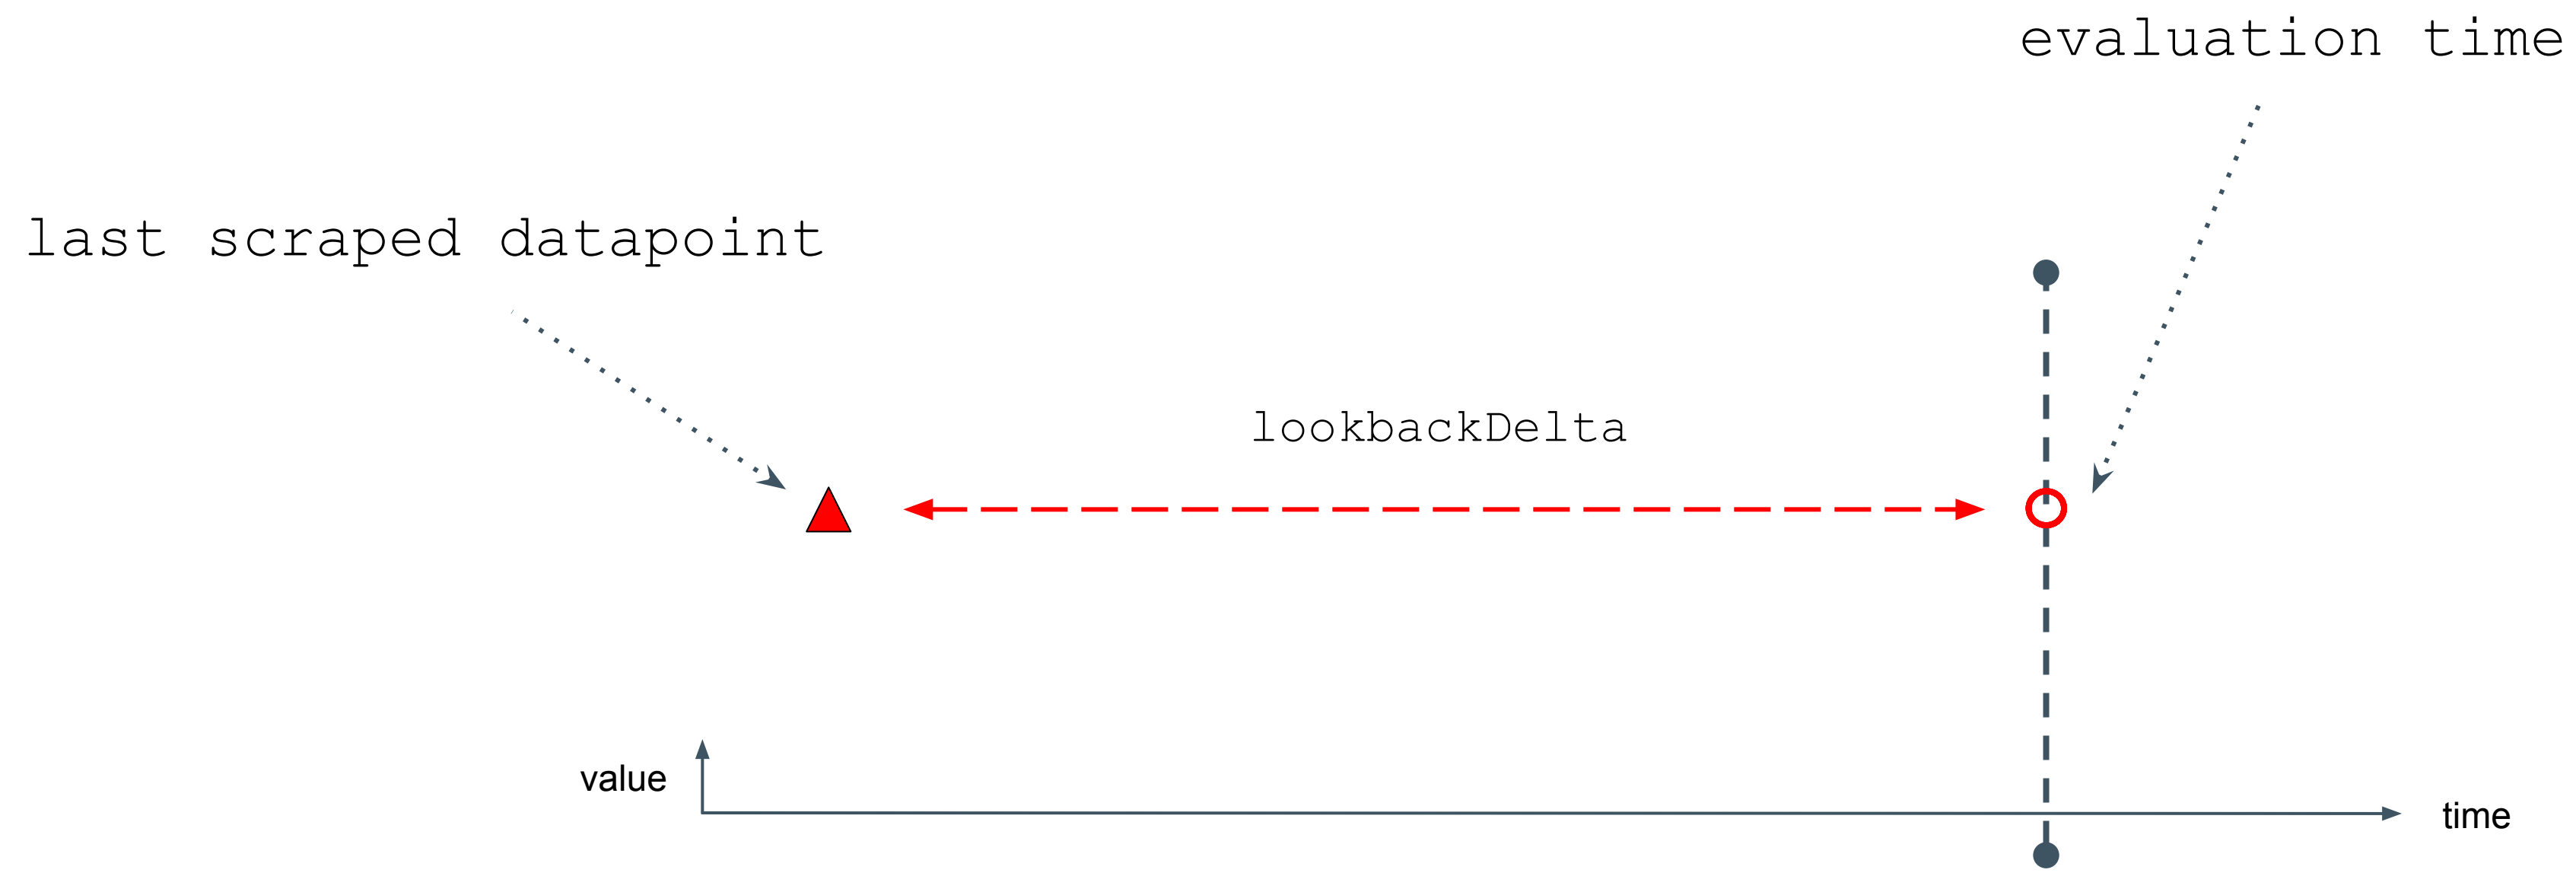 evaluation time
last scraped datapoint
lookbackDelta
value
time